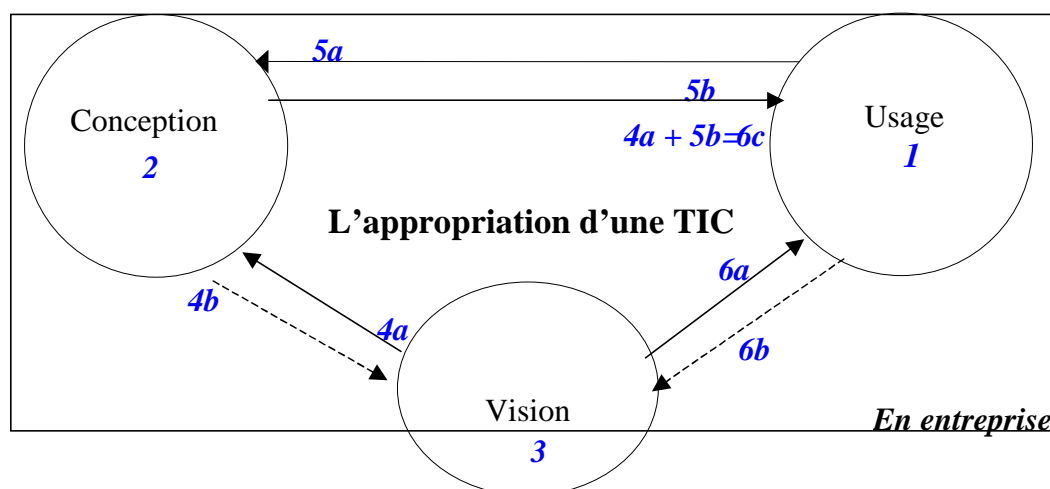 5a
5b
Conception
2
Usage
1
4a + 5b=6c
L'appropriation d'une TIC
4b
4a
6a
6b
Vision
3
En entreprise